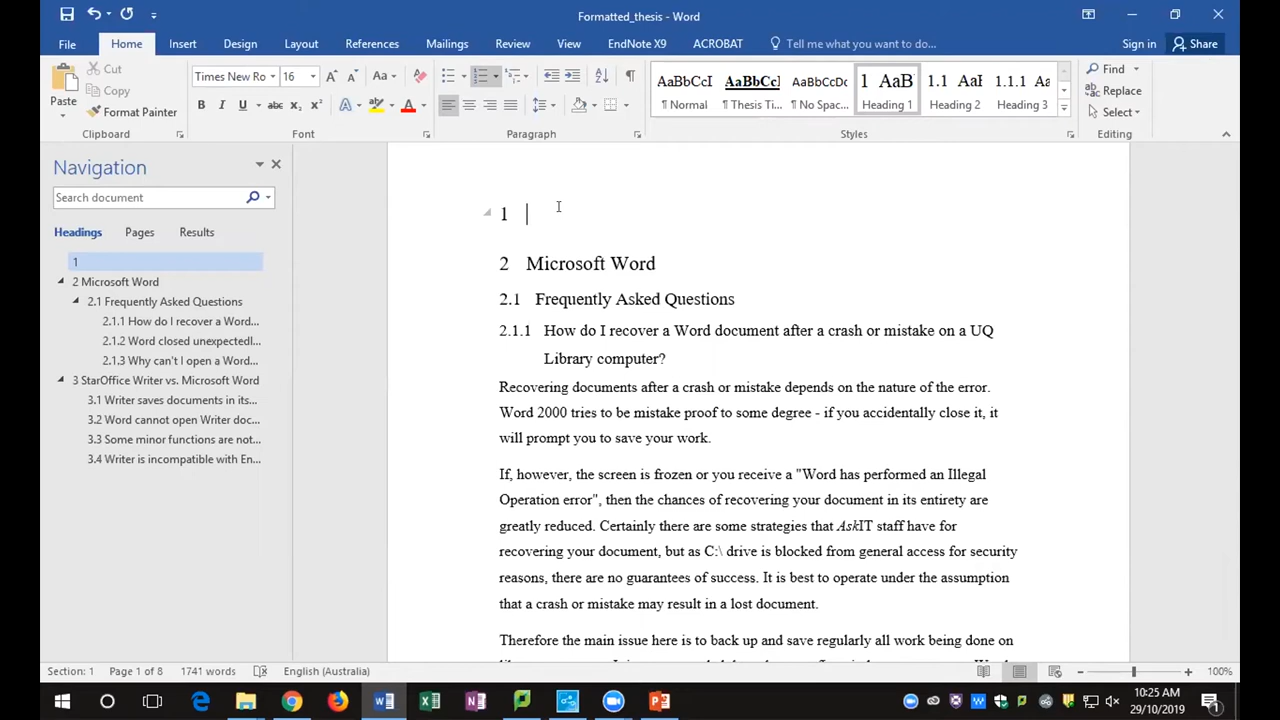 Formatted_thesis - Word
File Home Insert Design Layout References Mailings Review View EndNote X9 ACROBAT Tell me what you want to do... Sign in Share
Paste
Cut
Copy
Format Painter
Clipboard
Times New Ro 16
Aa
B I U abc x₂ x²
A A
Font
Paragraph
AaBbCcI AaBbCcI AaBbCcDc 1 AaB 1.1 AaI 1.1.1 Aa
¶ Normal ¶ Thesis Ti... ¶ No Spac... Heading 1 Heading 2 Heading 3
Styles
Find
Replace
Select
Editing
Navigation
Search document
Headings Pages Results
1
2 Microsoft Word
2.1 Frequently Asked Questions
2.1.1 How do I recover a Word...
2.1.2 Word closed unexpectedl...
2.1.3 Why can't I open a Word...
3 StarOffice Writer vs. Microsoft Word
3.1 Writer saves documents in its...
3.2 Word cannot open Writer doc...
3.3 Some minor functions are not...
3.4 Writer is incompatible with En...
1
2 Microsoft Word
2.1 Frequently Asked Questions
2.1.1 How do I recover a Word document after a crash or mistake on a UQ
Library computer?
Recovering documents after a crash or mistake depends on the nature of the error.
Word 2000 tries to be mistake proof to some degree - if you accidentally close it, it
will prompt you to save your work.
If, however, the screen is frozen or you receive a "Word has performed an Illegal
Operation error", then the chances of recovering your document in its entirety are
greatly reduced. Certainly there are some strategies that AskIT staff have for
recovering your document, but as C:\ drive is blocked from general access for security
reasons, there are no guarantees of success. It is best to operate under the assumption
that a crash or mistake may result in a lost document.
Therefore the main issue here is to back up and save regularly all work being done on
Section: 1 Page 1 of 8 1741 words English (Australia) 100%
10:25 AM
29/10/2019